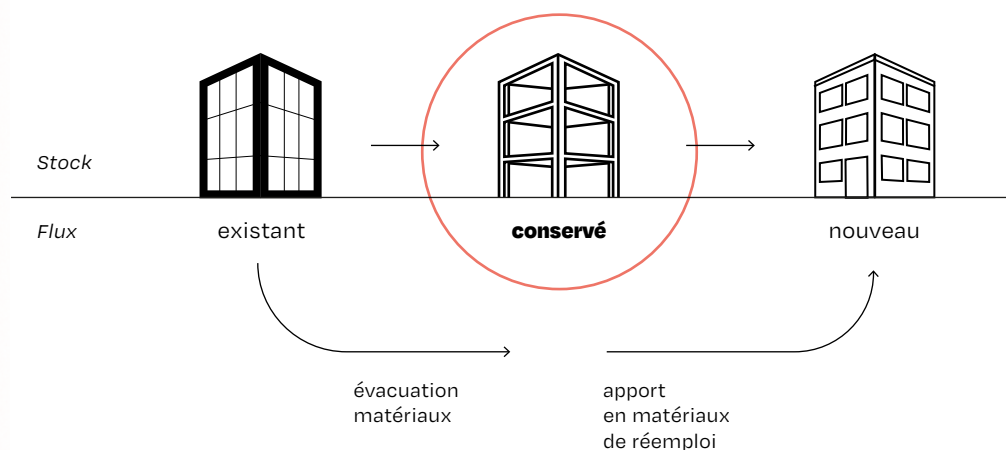 Stock
Flux
existant
conservé
nouveau
évacuation
matériaux
apport
en matériaux
de réemploi